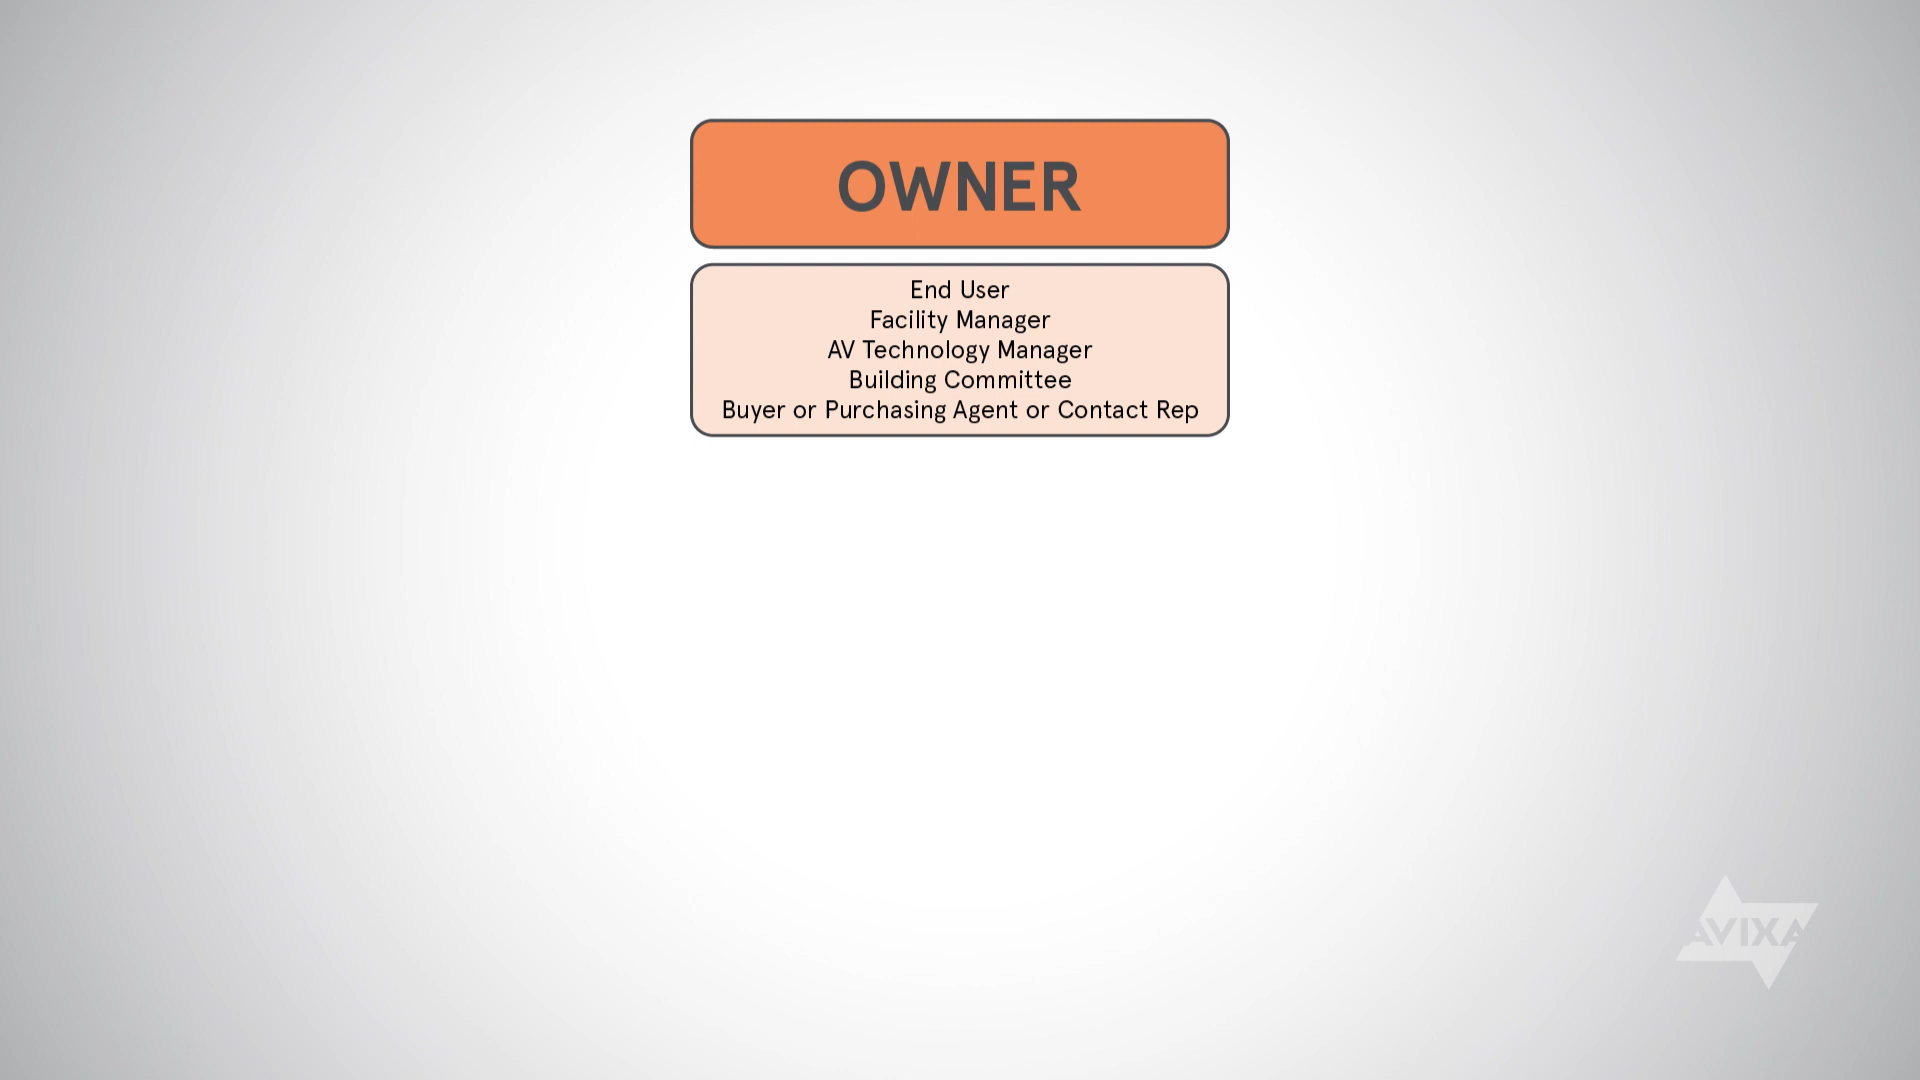 OWNER
End User
Facility Manager
AV Technology Manager
Building Committee
Buyer or Purchasing Agent or Contact Rep
AVIXA